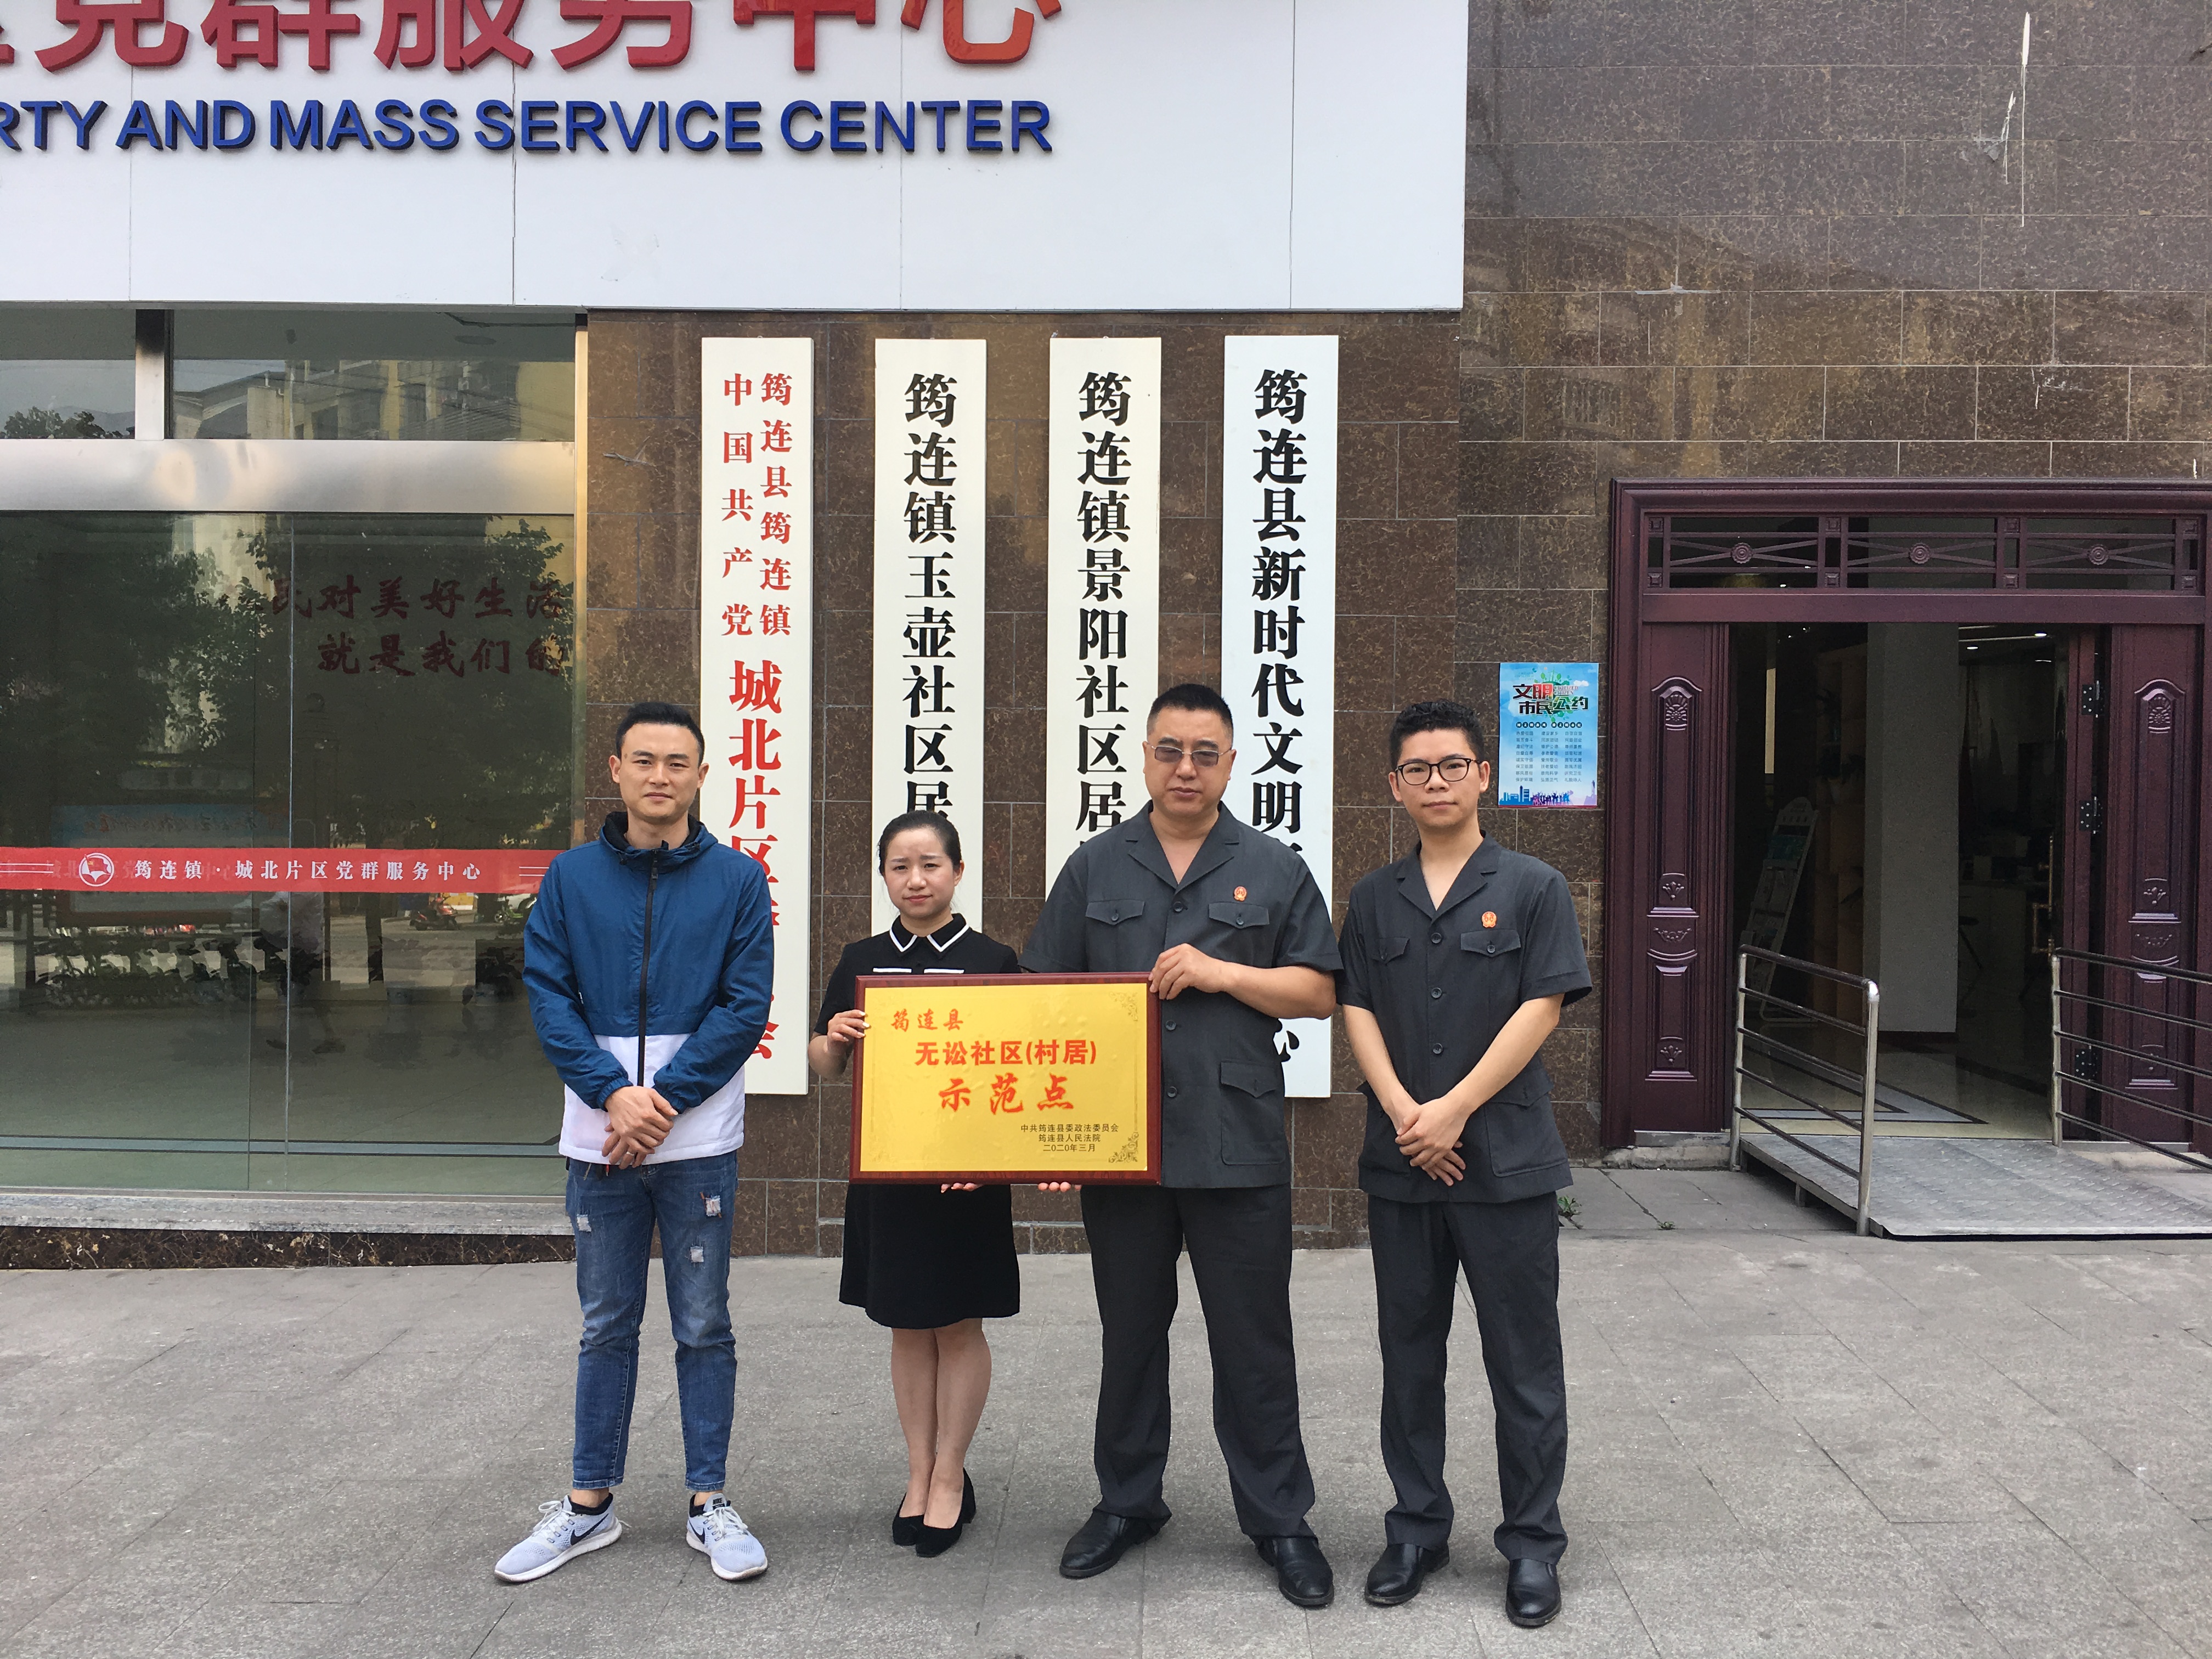 党群服务中心
RTY AND MASS SERVICE CENTER
中国共产党
筠连县筠连镇
城北片区
筠连镇玉壶社区居
筠连镇景阳社区居
筠连县新时代文明
心
民对美好生活
就是我们的
筠连镇·城北片区党群服务中心
文明
市民公约
筠连县
无讼社区(村居)
示范点
中共筠连县委政法委员会
筠连县人民法院
二0二0年三月